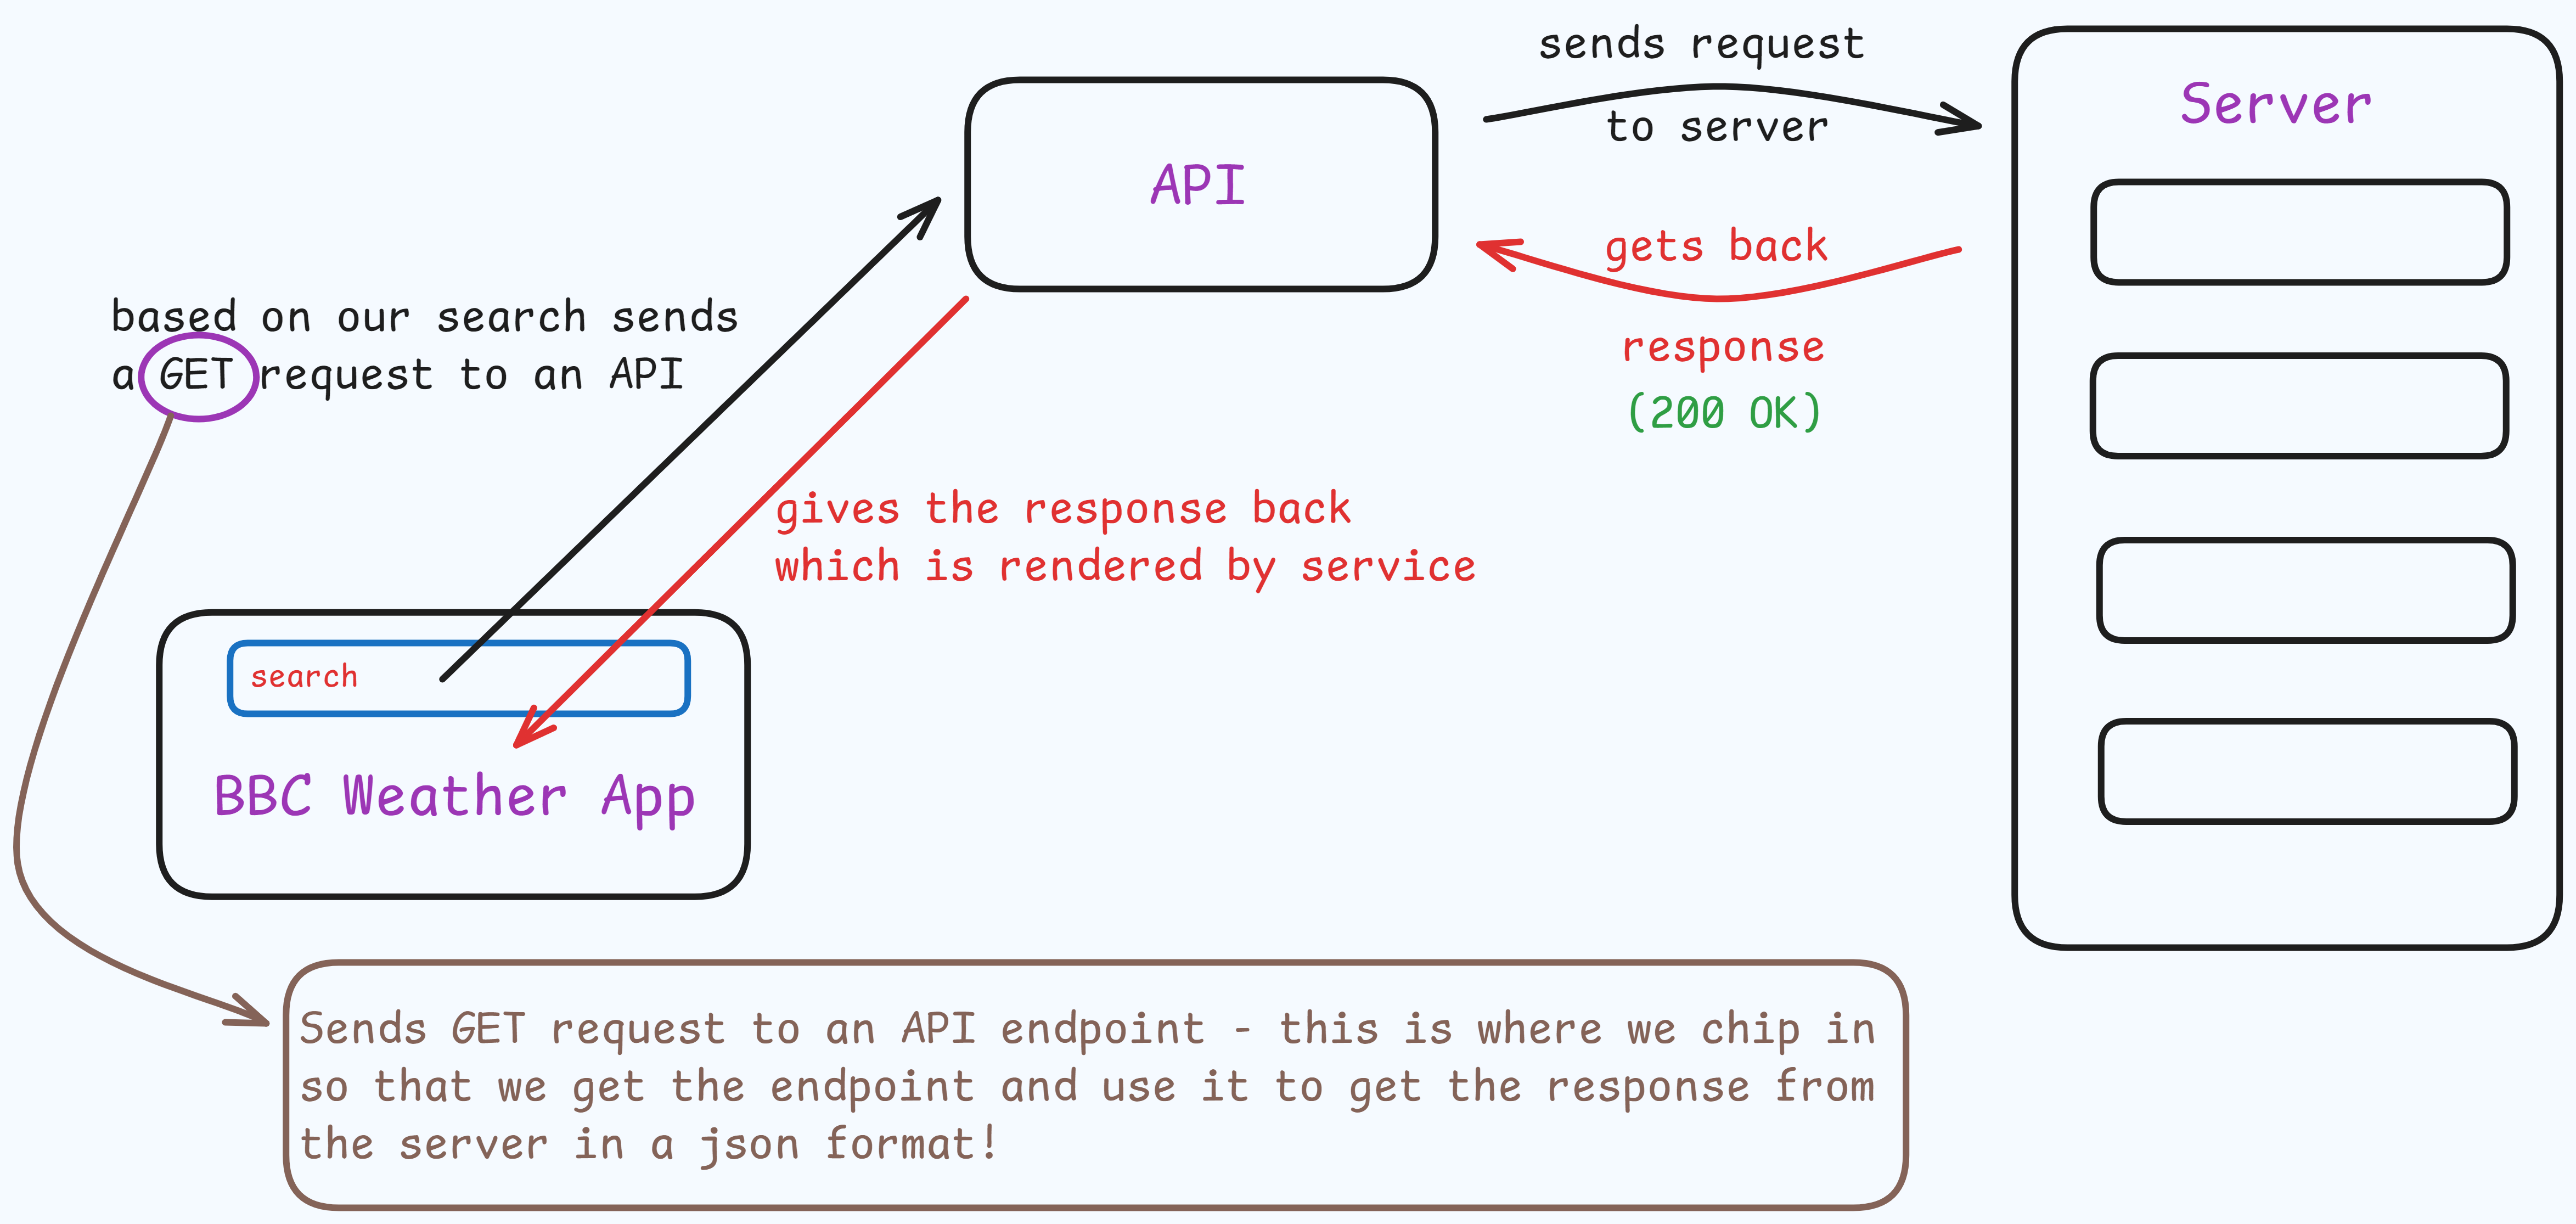 sends request
to server
Server
API
gets back
response
(200 OK)
based on our search sends
a GET request to an API
gives the response back
which is rendered by service
search
BBC Weather App
Sends GET request to an API endpoint - this is where we chip in
so that we get the endpoint and use it to get the response from
the server in a json format!